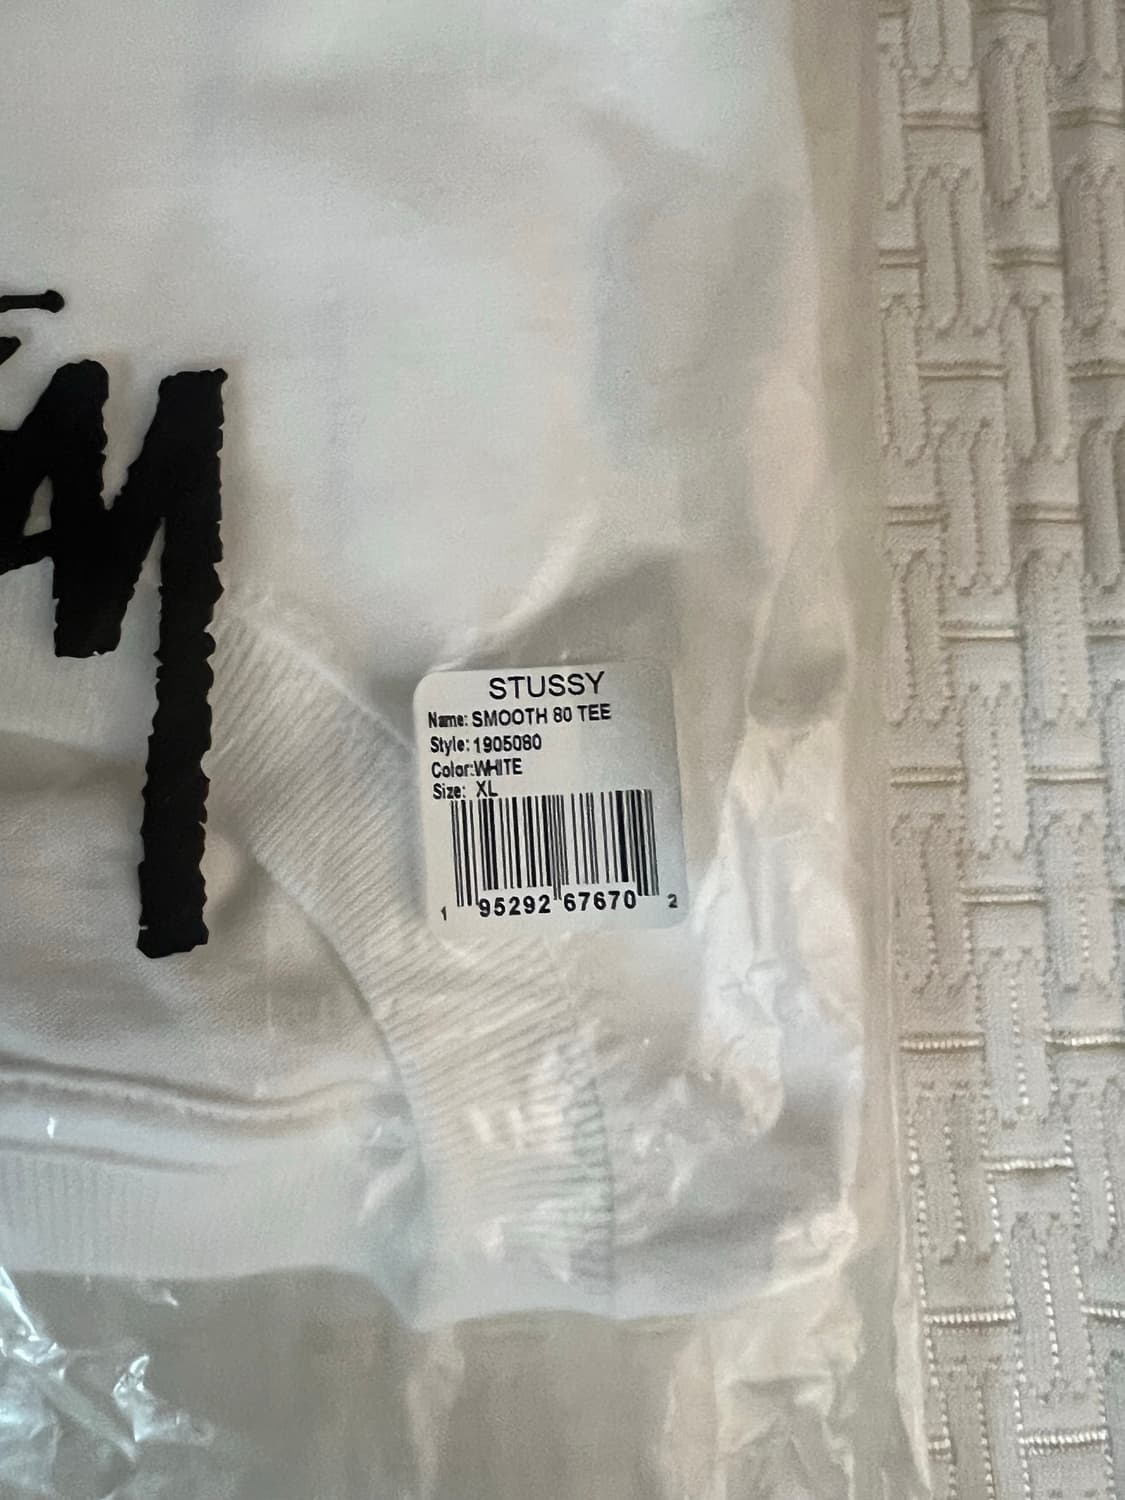 STUSSY
Name: SMOOTH 80 TEE
Style: 1905080
Color:WHITE
Size: XL
1 95292 67670 2